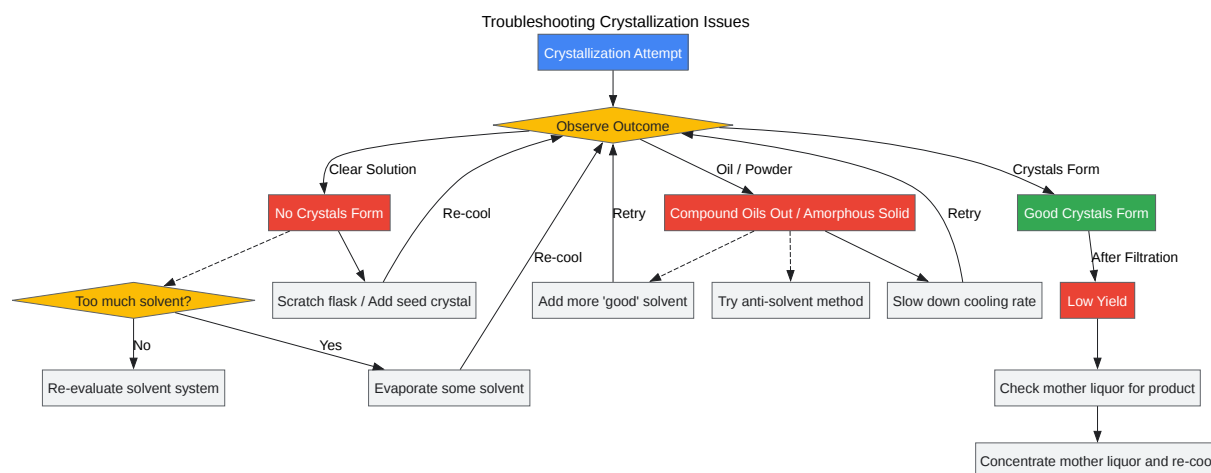 Troubleshooting Crystallization Issues
Crystallization Attempt
Observe Outcome
Clear Solution
Oil / Powder
Crystals Form
No Crystals Form
Re-cool
Retry
Compound Oils Out / Amorphous Solid
Retry
Good Crystals Form
Re-cool
After Filtration
Too much solvent?
Scratch flask / Add seed crystal
Add more 'good' solvent
Try anti-solvent method
Slow down cooling rate
Low Yield
No
Yes
Re-evaluate solvent system
Evaporate some solvent
Check mother liquor for product
Concentrate mother liquor and re-coo